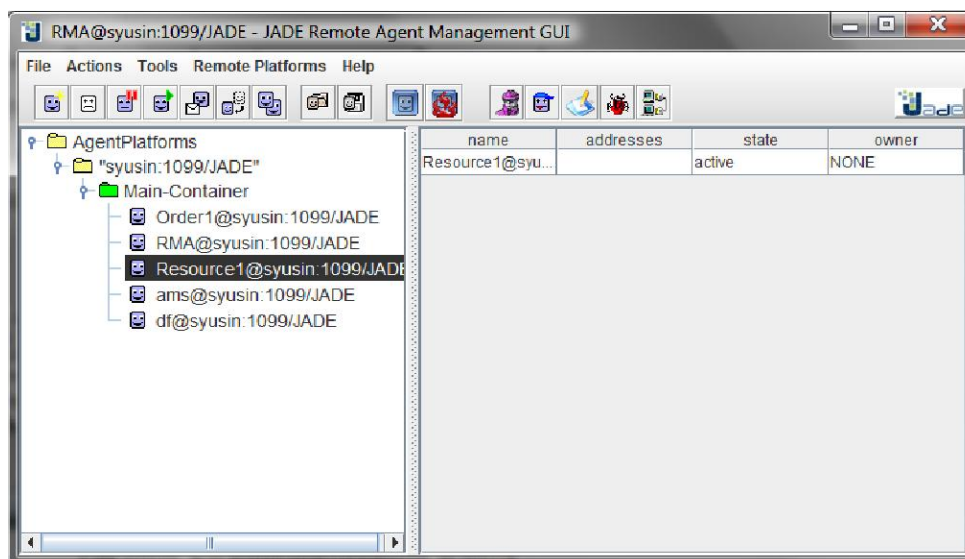 RMA@syusin:1099/JADE - JADE Remote Agent Management GUI
File Actions Tools Remote Platforms Help
Jade
AgentPlatforms
"syusin:1099/JADE"
Main-Container
Order1@syusin:1099/JADE
RMA@syusin:1099/JADE
Resource1@syusin:1099/JADE
ams@syusin:1099/JADE
df@syusin:1099/JADE
name addresses state owner
Resource1@syu... active NONE